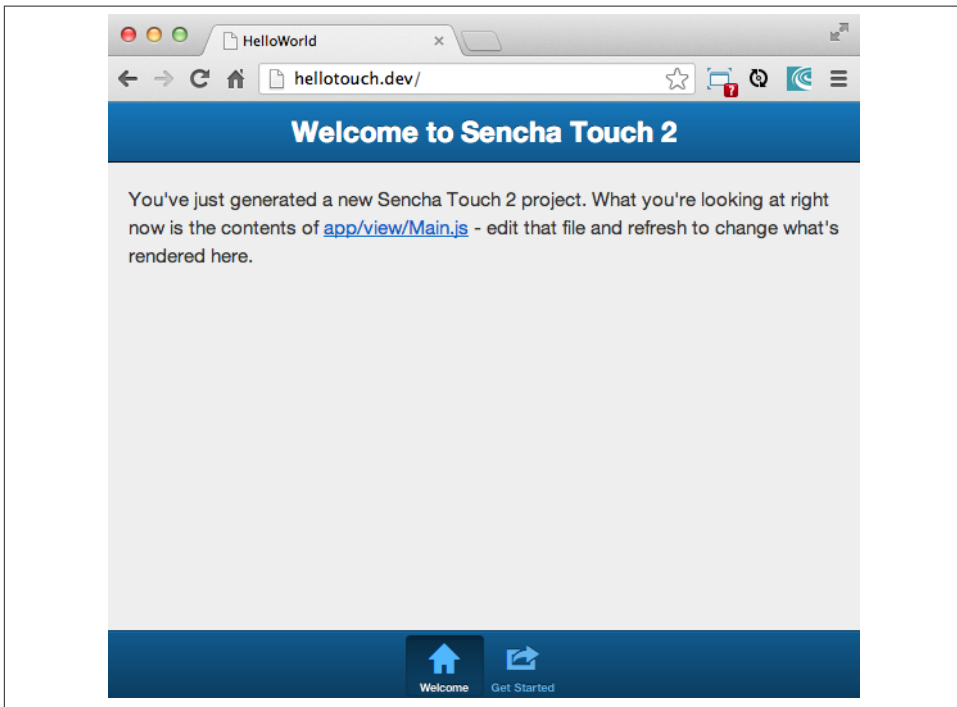 HelloWorld
hellotouch.dev/
?
Welcome to Sencha Touch 2
You've just generated a new Sencha Touch 2 project. What you're looking at right
now is the contents of app/view/Main.js - edit that file and refresh to change what's
rendered here.
Welcome
Get Started